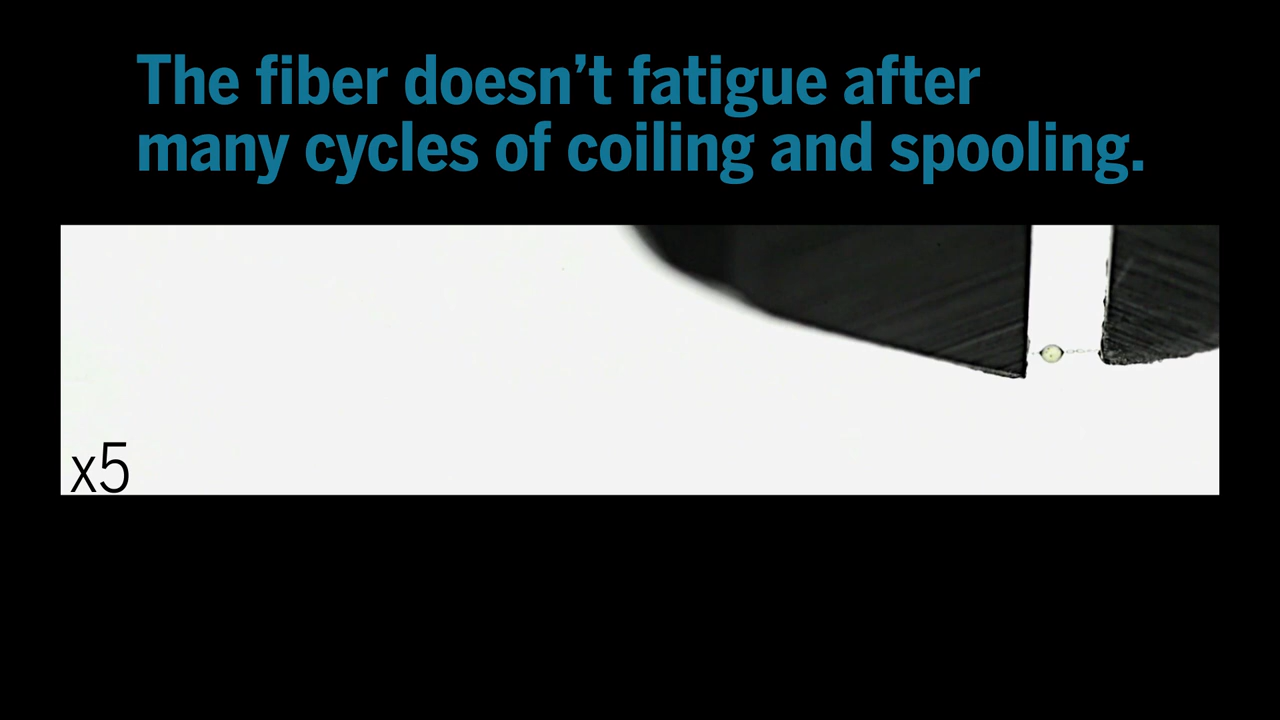 The fiber doesn’t fatigue after
many cycles of coiling and spooling.
x5